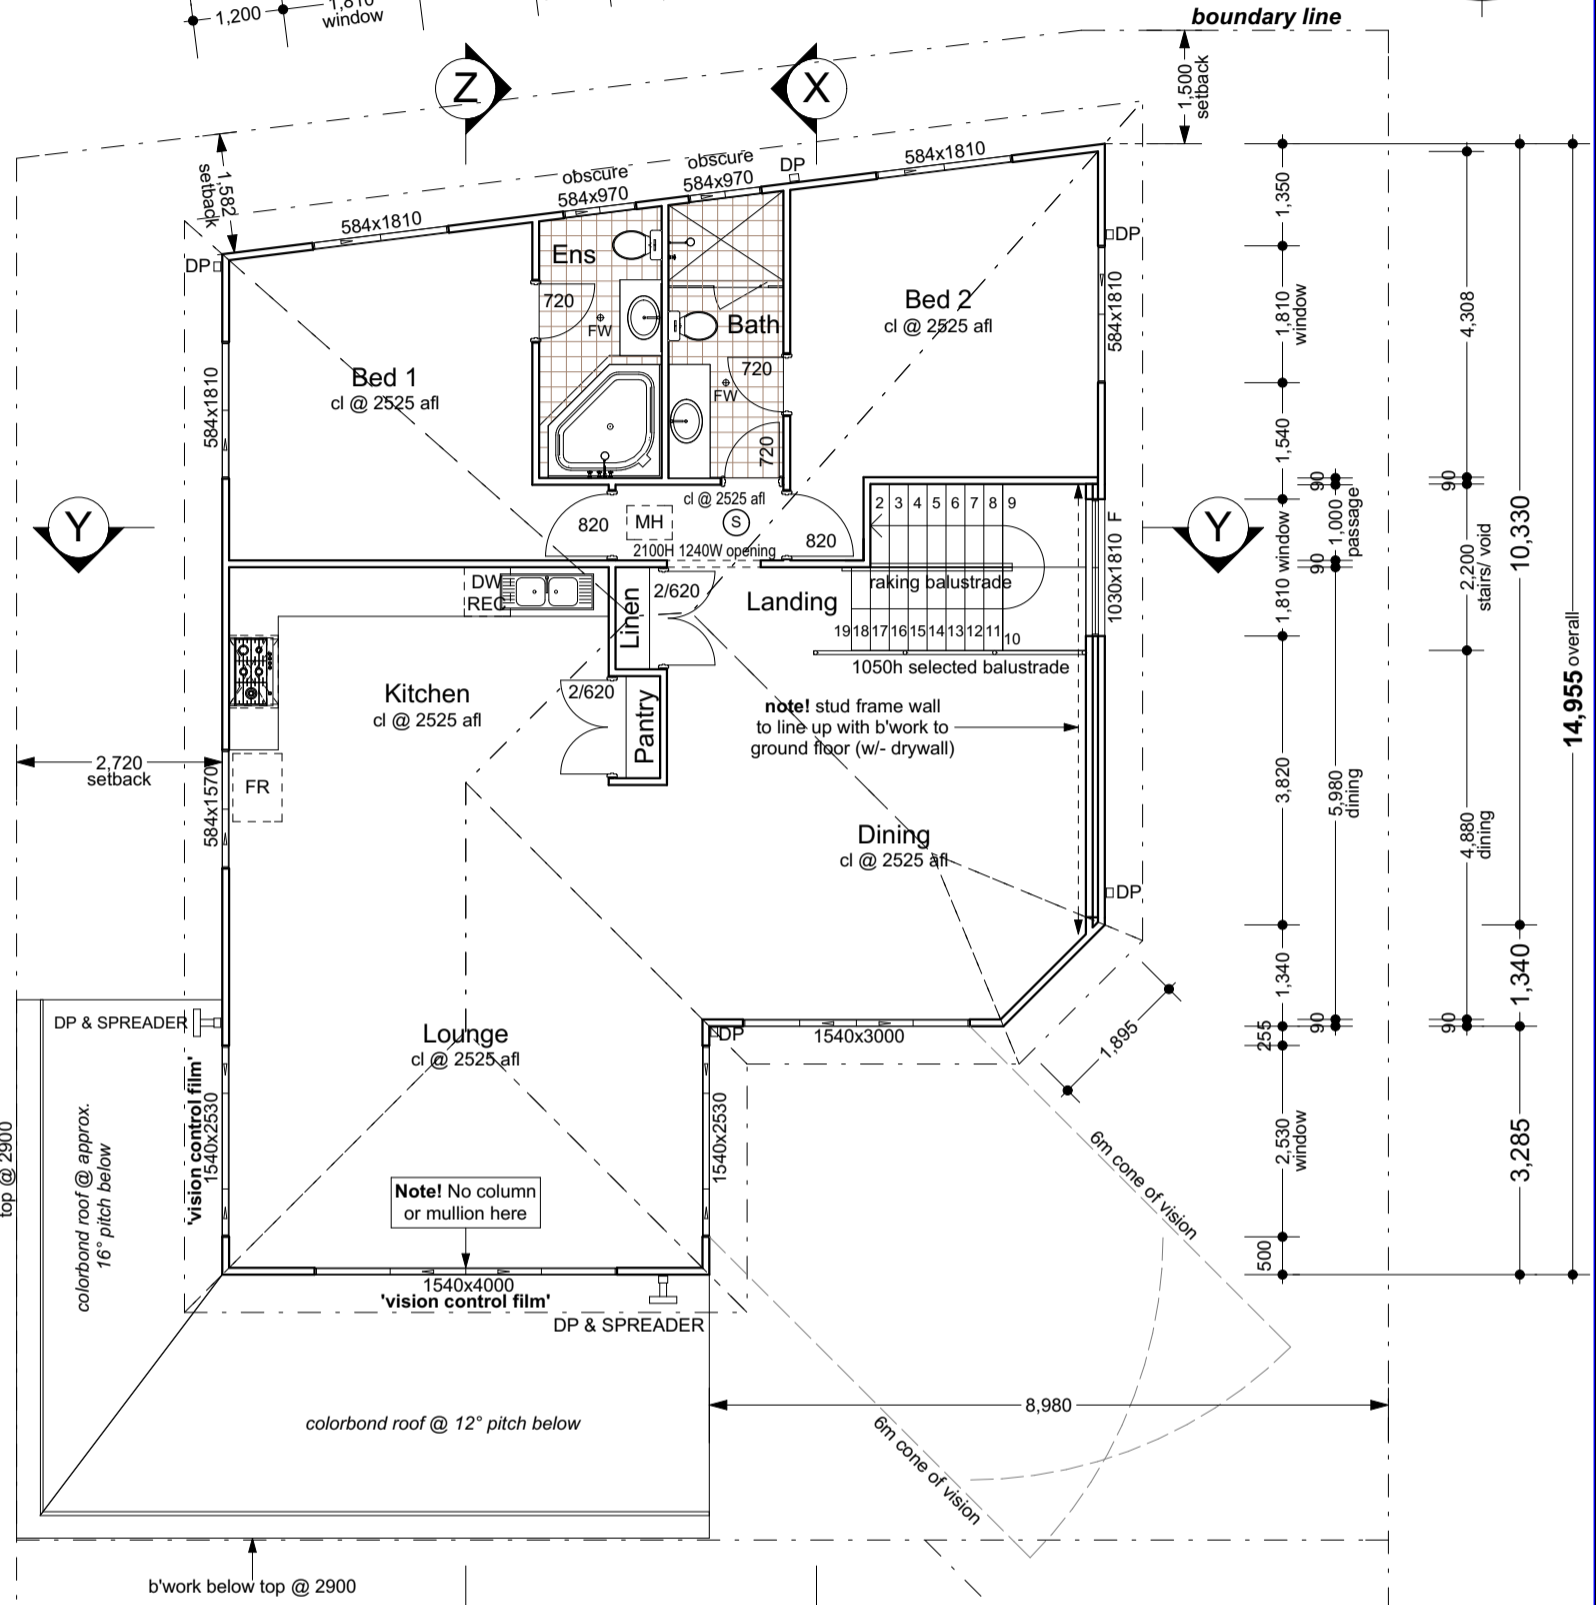 boundary line
1,200
1,810
window
Z
X
1,500
setback
1,582
setback
obscure
584x970
obscure
584x970
DP
584x1810
584x1810
DP
DP
Ens
720
FW
Bath
720
FW
720
Bed 2
cl @ 2525 afl
Bed 1
cl @ 2525 afl
584x1810
584x1810
1,350
1,810
window
1,540
4,308
90
90
1,000
passage
90
1,810 window
2,200
stairs/ void
10,330
Y
Y
820
MH
cl @ 2525 afl
S
820
2100H 1240W opening
2 3 4 5 6 7 8 9
raking balustrade
1030x1810 F
DW
REC
Linen
2/620
Landing
19 18 17 16 15 14 13 12 11 10
1050h selected balustrade
Kitchen
cl @ 2525 afl
2/620
Pantry
note! stud frame wall
to line up with b'work to
ground floor (w/- drywall)
2,720
setback
584x1570
FR
Dining
cl @ 2525 afl
DP
3,820
5,980
dining
4,880
dining
14,955 overall
1,340
1,340
90
90
255
DP & SPREADER
Lounge
cl @ 2525 afl
DP
1540x3000
1,895
'vision control film'
1540x2530
1540x2530
2,530
window
3,285
500
6m cone of vision
top @ 2900
colorbond roof @ approx.
16° pitch below
Note! No column
or mullion here
1540x4000
'vision control film'
DP & SPREADER
8,980
6m cone of vision
colorbond roof @ 12° pitch below
b'work below top @ 2900